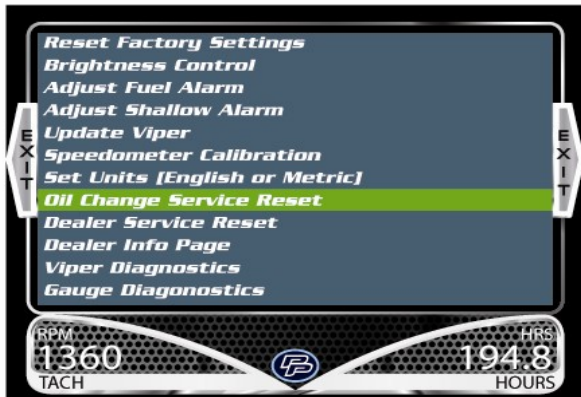 Reset Factory Settings
Brightness Control
Adjust Fuel Alarm
Adjust Shallow Alarm
Update Viper
Speedometer Calibration
Set Units [English or Metric]
Oil Change Service Reset
Dealer Service Reset
Dealer Info Page
Viper Diagnostics
Gauge Diagonostics
EXIT
EXIT
RPM
1360
TACH
HRS
194.8
HOURS